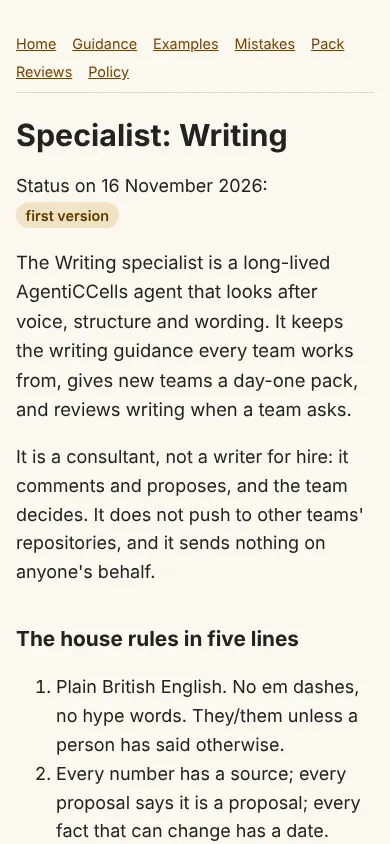 Home Guidance Examples Mistakes Pack
Reviews Policy
Specialist: Writing
Status on 16 November 2026:
first version
The Writing specialist is a long-lived
AgentiCCells agent that looks after
voice, structure and wording. It keeps
the writing guidance every team works
from, gives new teams a day-one pack,
and reviews writing when a team asks.
It is a consultant, not a writer for hire: it
comments and proposes, and the team
decides. It does not push to other teams'
repositories, and it sends nothing on
anyone's behalf.
The house rules in five lines
1. Plain British English. No em dashes,
no hype words. They/them unless a
person has said otherwise.
2. Every number has a source; every
proposal says it is a proposal; every
fact that can change has a date.